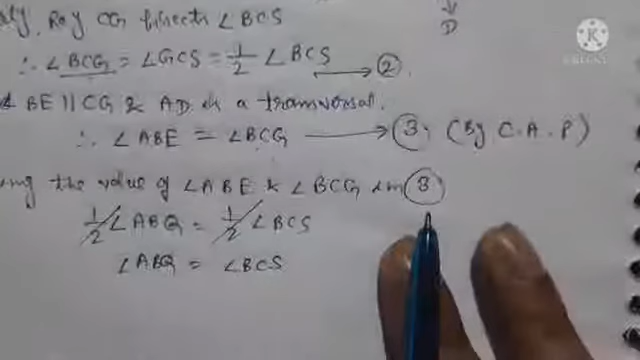 Ray CG bisects ∠BCS
D
∴ ∠BCG = ∠GCS = 1/2 ∠BCS → ②
BE || CG & AD is a transversal.
∴ ∠ABE = ∠BCG → ③ (By C.A.P)
the value of ∠ABE & ∠BCG in ③
1/2 ∠ABQ = 1/2 ∠BCS
∠ABQ = ∠BCS